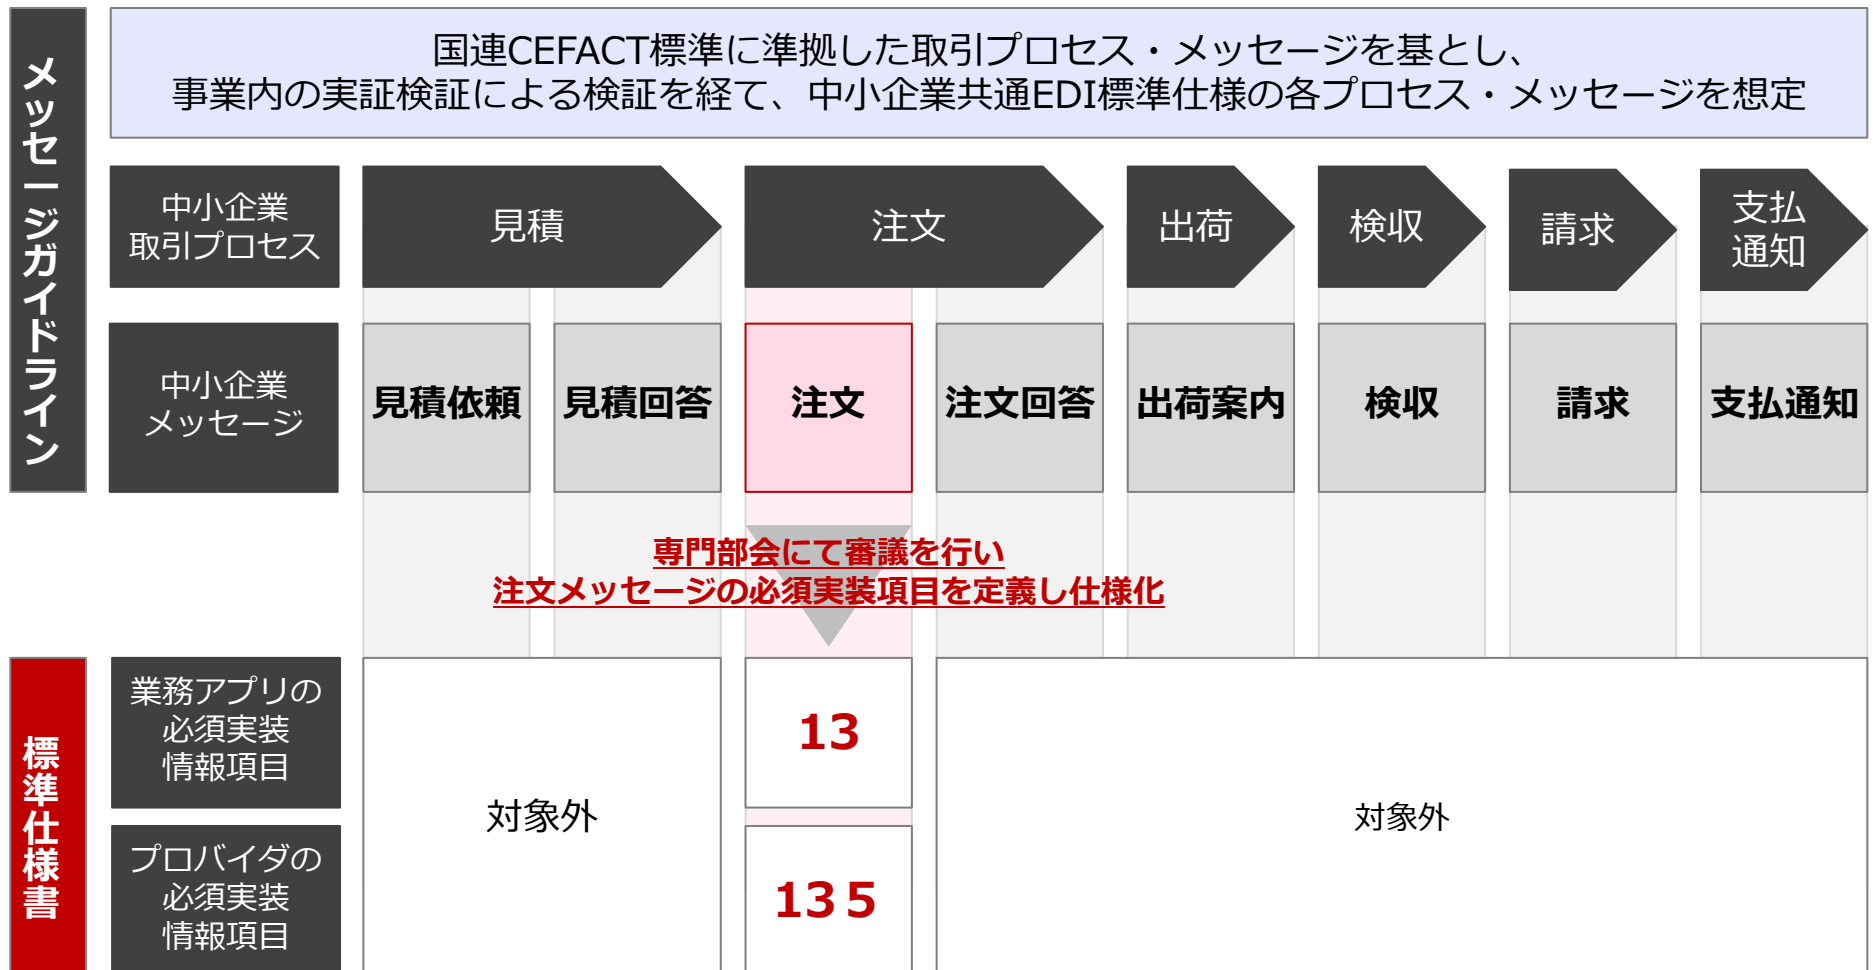 メッセージガイドライン
国連CEFACT標準に準拠した取引プロセス・メッセージを基とし、
事業内の実証検証による検証を経て、中小企業共通EDI標準仕様の各プロセス・メッセージを想定
中小企業
取引プロセス
見積
注文
出荷
検収
請求
支払
通知
中小企業
メッセージ
見積依頼
見積回答
注文
注文回答
出荷案内
検収
請求
支払通知
専門部会にて審議を行い
注文メッセージの必須実装項目を定義し仕様化
標準仕様書
業務アプリの
必須実装
情報項目
対象外
13
対象外
プロバイダの
必須実装
情報項目
13５